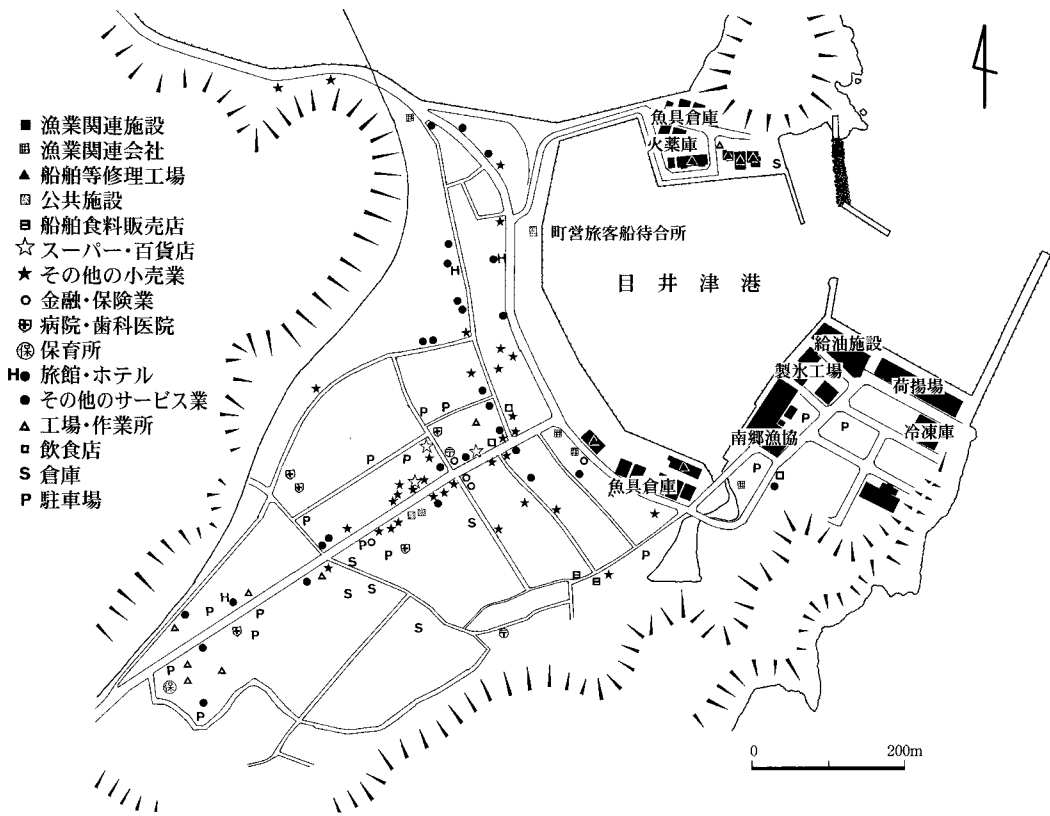 漁業関連施設
漁業関連会社
船舶等修理工場
公共施設
船舶食料販売店
スーパー・百貨店
その他の小売業
金融・保険業
病院・歯科医院
保 保育所
H 旅館・ホテル
その他のサービス業
工場・作業所
飲食店
S 倉庫
P 駐車場
魚具倉庫
火薬庫
S
町営旅客船待合所
目井津港
H
H
給油施設
製氷工場
荷揚場
南郷漁協
P
P
冷凍庫
P
魚具倉庫
P
P
P
P
P
S
P
P
S
S
S
S
H
P
P
P
P
保
P
0 200m